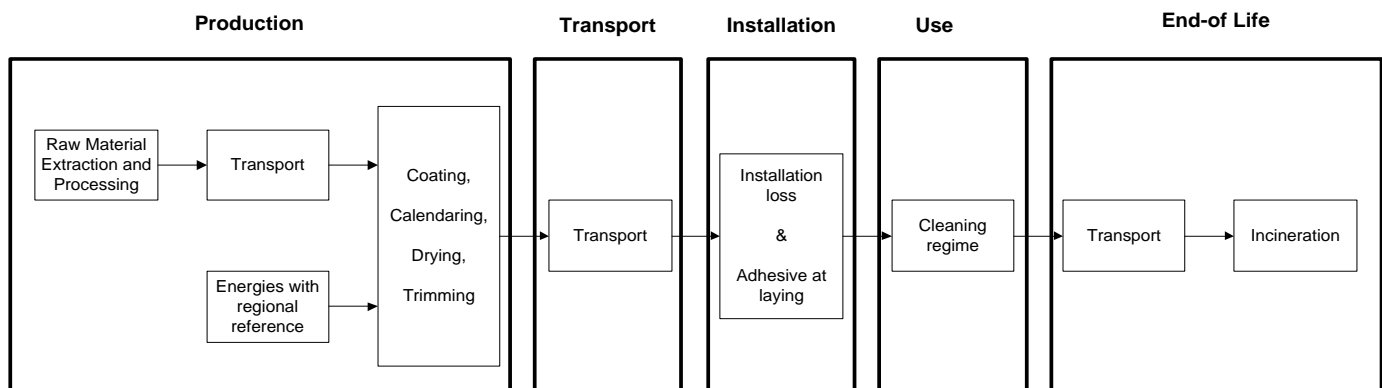 Production
Transport
Installation
Use
End-of Life
Raw Material
Extraction and
Processing
Transport
Energies with
regional
reference
Coating,
Calendaring,
Drying,
Trimming
Transport
Installation
loss
&
Adhesive at
laying
Cleaning
regime
Transport
Incineration